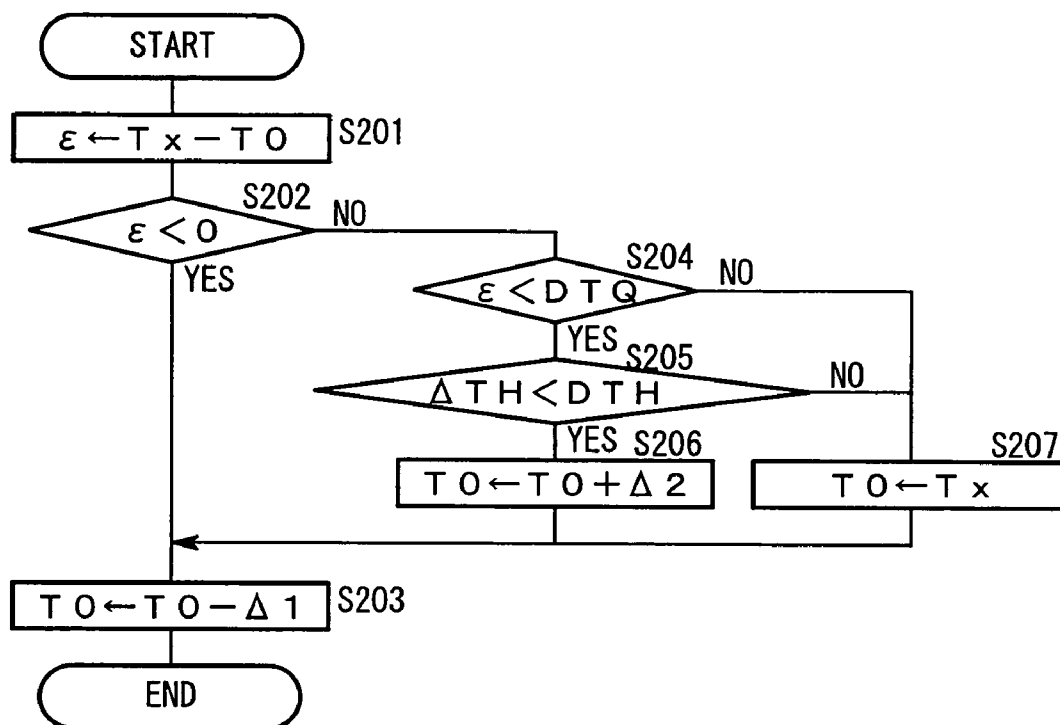 START
ε←Tx-TO
S201
S202
ε<0
NO
YES
S204
ε<DTQ
NO
YES
S205
ΔTH<DTH
NO
YES
S206
TO←TO+Δ2
S207
TO←Tx
TO←TO-Δ1
S203
END